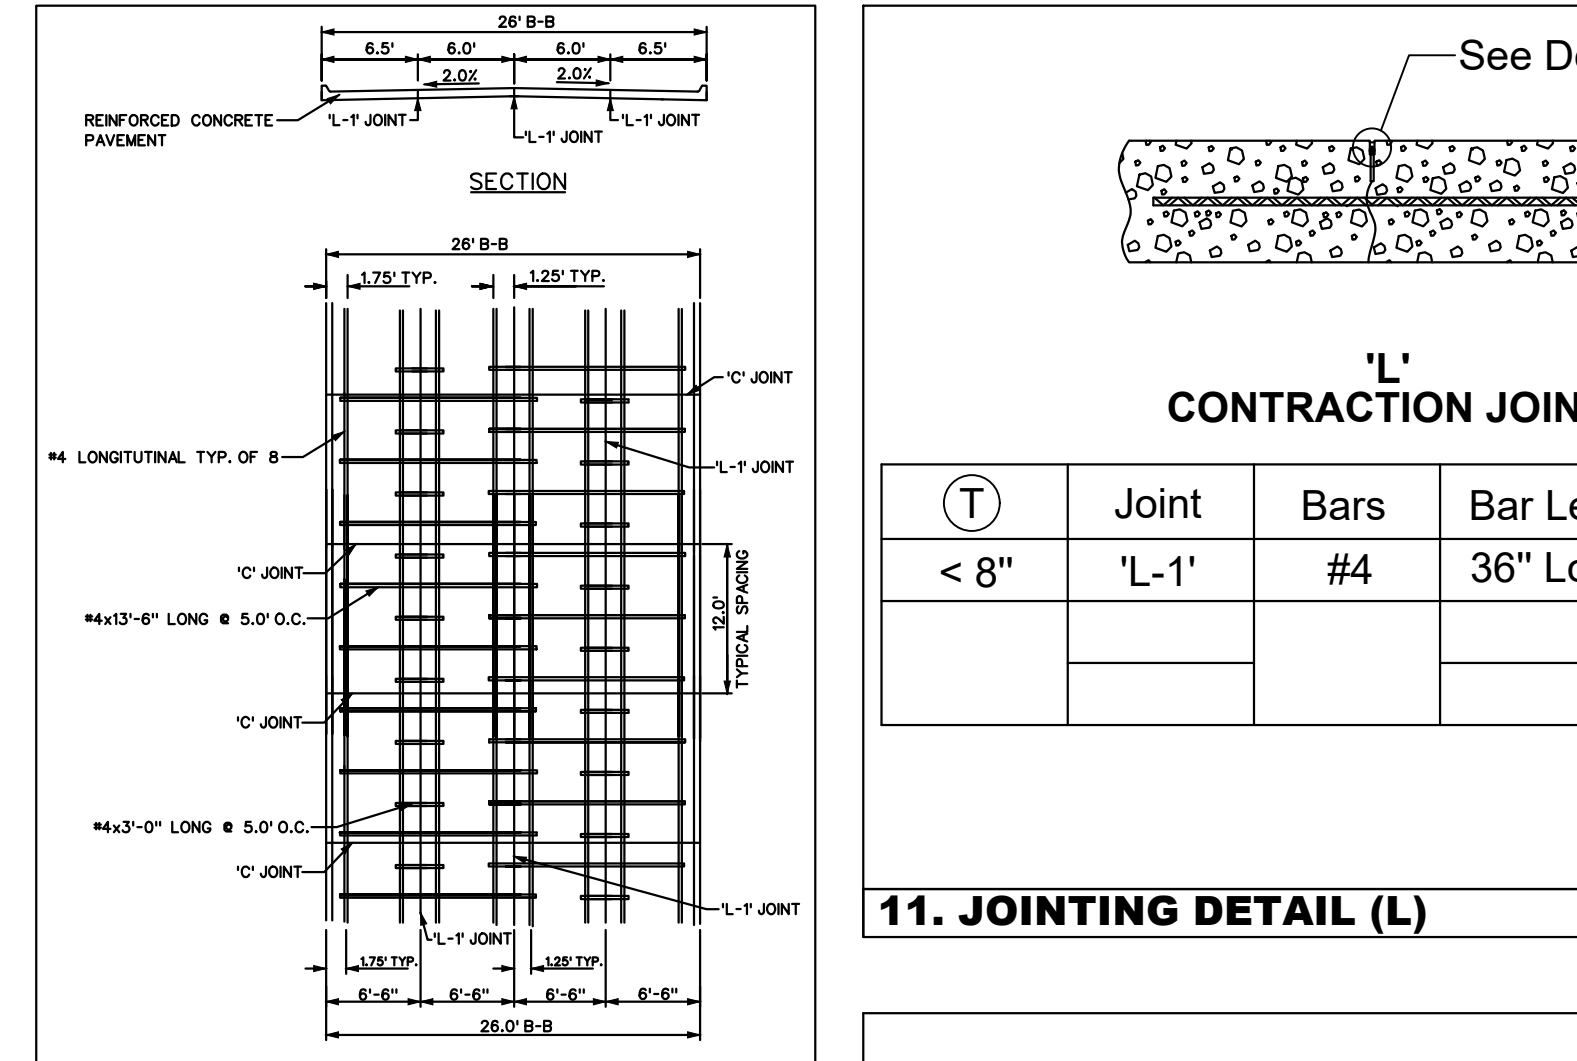 26' B-B
6.5' 6.0' 6.0' 6.5'
2.0% 2.0%
REINFORCED CONCRETE
PAVEMENT
'L-1' JOINT
'L-1' JOINT
'L-1' JOINT
SECTION
26' B-B
1.75' TYP.
1.25' TYP.
'C' JOINT
#4 LONGITUTINAL TYP. OF 8
'L-1' JOINT
'C' JOINT
#4x13'-6" LONG @ 5.0' O.C.
12.0'
TYPICAL SPACING
'C' JOINT
#4x3'-0" LONG @ 5.0' O.C.
'C' JOINT
'L-1' JOINT
'L-1' JOINT
1.75' TYP.
1.25' TYP.
6'-6" 6'-6" 6'-6" 6'-6"
26.0' B-B
See
'L'
CONTRACTION
T Joint Bars Bar
< 8" 'L-1' #4 36"
11. JOINTING DETAIL (L)